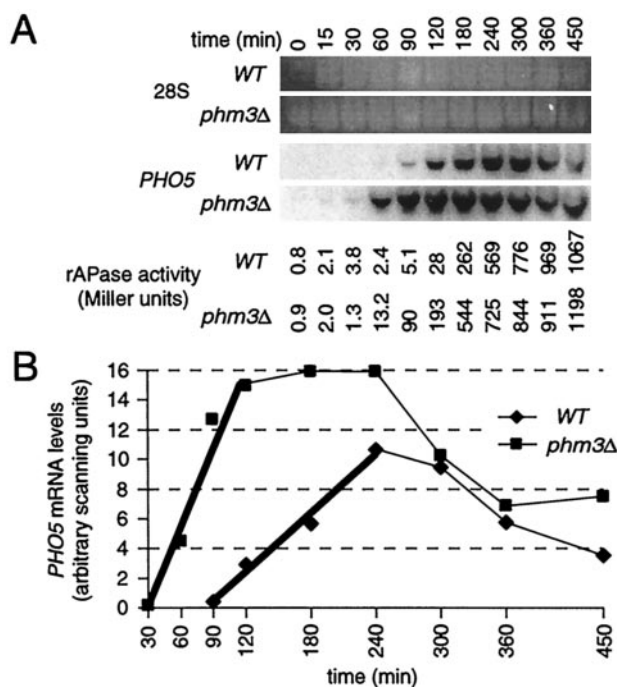 A
time (min) 0 15 30 60 90 120 180 240 300 360 450
28S
WT
phm3Δ
PHO5
WT
phm3Δ
rAPase activity
(Miller units)
WT 0.8 2.1 3.8 2.4 5.1 28 262 569 776 969 1067
phm3Δ 0.9 2.0 1.3 13.2 90 193 544 725 844 911 1198
B
PHO5 mRNA levels
(arbitrary scanning units)
16
14
12
10
8
6
4
2
0
WT
phm3Δ
30 60 90 120 180 240 300 360 450
time (min)